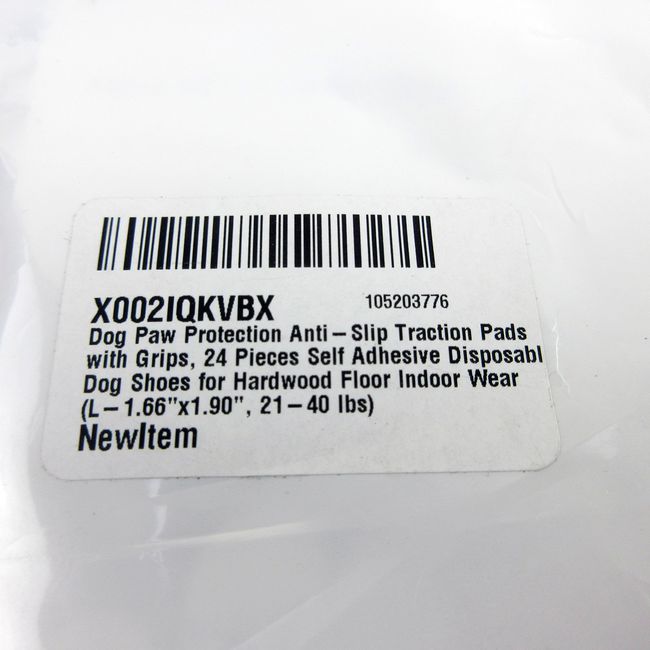 X002IQKVBX 105203776
Dog Paw Protection Anti-Slip Traction Pads
with Grips, 24 Pieces Self Adhesive Disposabl
Dog Shoes for Hardwood Floor Indoor Wear
(L-1.66"x1.90", 21-40 lbs)
NewItem